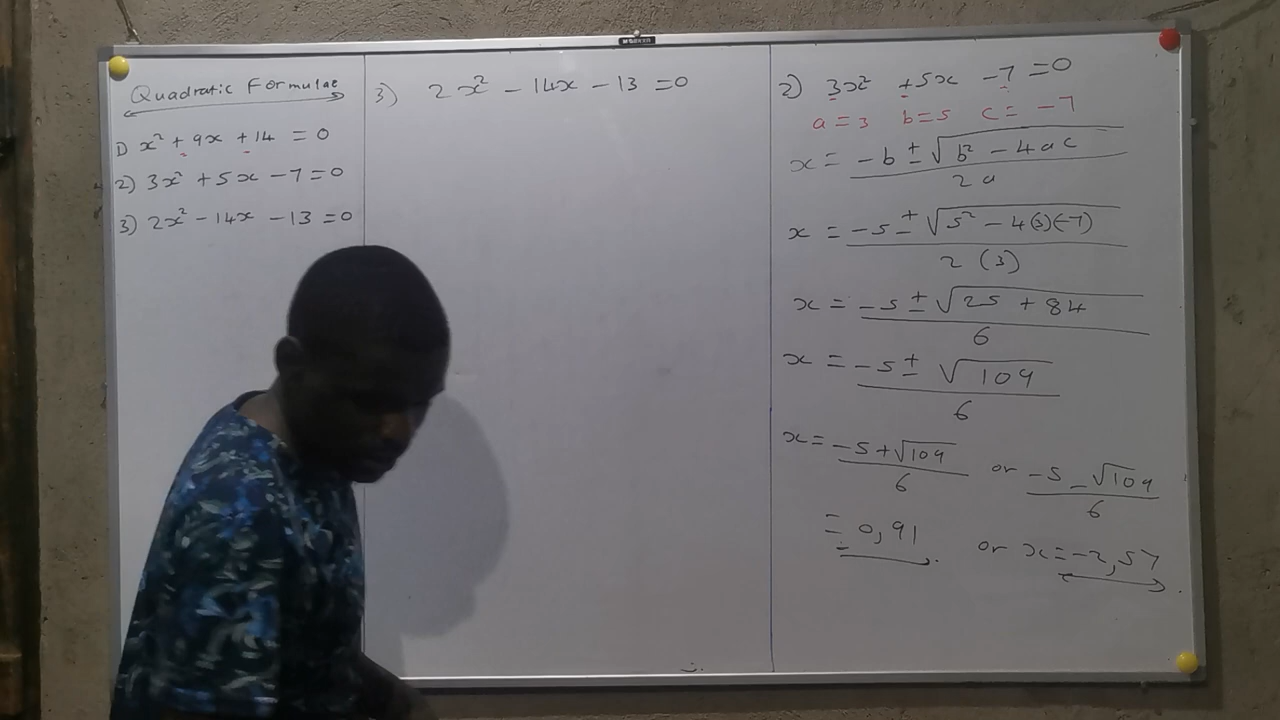 Quadratic Formulae
1) x² + 9x + 14 = 0
2) 3x² + 5x - 7 = 0
3) 2x² - 14x - 13 = 0
3) 2x² - 14x - 13 = 0
2) 3x² + 5x - 7 = 0
a = 3 b = 5 c = -7
x = -b ± √b² - 4ac
2a
x = -5 ± √5² - 4(3)(-7)
2(3)
x = -5 ± √25 + 84
6
x = -5 ± √109
6
x = -5 + √109 or -5 - √109
6 6
= 0,91 or x = -2,57